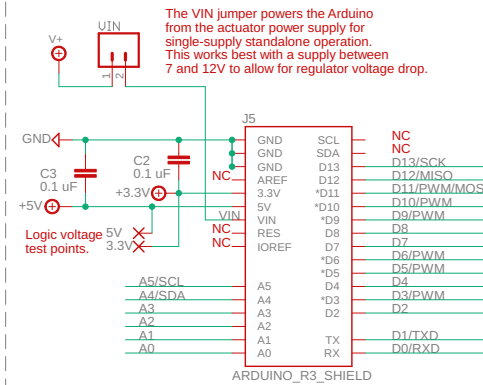 The VIN jumper powers the Arduino
from the actuator power supply for
single-supply standalone operation.
This works best with a supply between
7 and 12V to allow for regulator voltage drop.
VIN
V+
1
2
J5
GND
C3
0.1 uF
C2
0.1 uF
+3.3V
+5V
Logic voltage
test points.
5V
3.3V
VIN
NC
NC
NC
GND
GND
GND
AREF
3.3V
5V
VIN
RES
IOREF
A5
A4
A3
A2
A1
A0
A5/SCL
A4/SDA
A3
A2
A1
A0
SCL
SDA
D13
D12
*D11
*D10
*D9
D8
D7
*D6
*D5
D4
*D3
D2
TX
RX
NC
NC
D13/SCK
D12/MISO
D11/PWM/MOS
D10/PWM
D9/PWM
D8
D7
D6/PWM
D5/PWM
D4
D3/PWM
D2
D1/TXD
D0/RXD
ARDUINO_R3_SHIELD